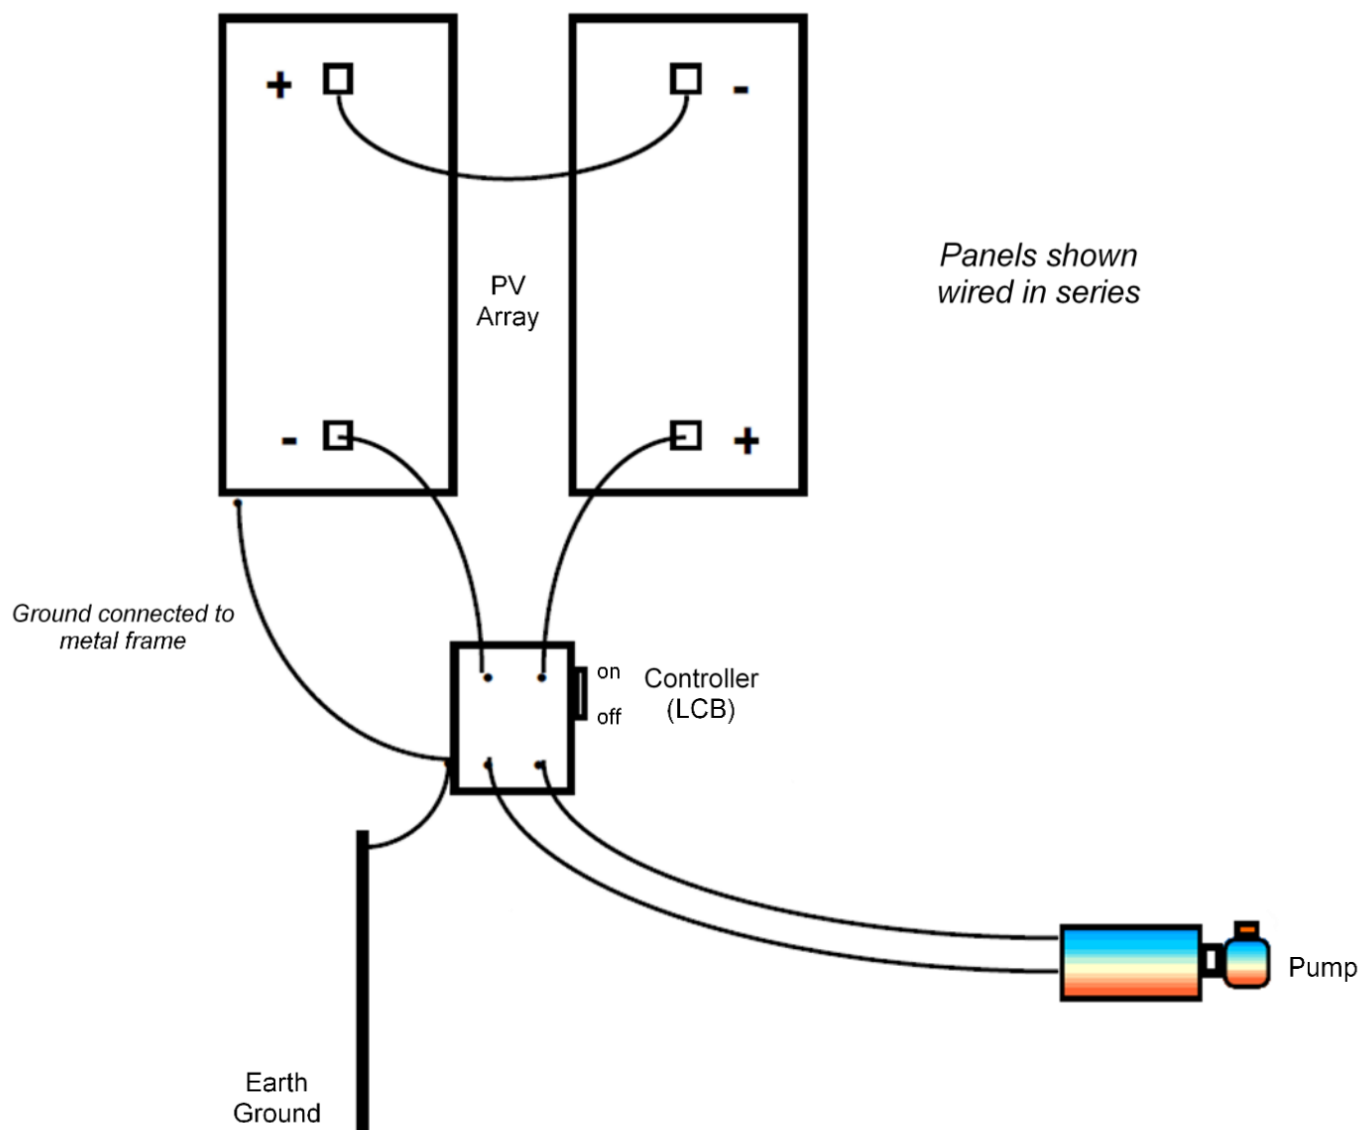 +
-
Panels shown
wired in series
PV
Array
-
+
Ground connected to
metal frame
on
off
Controller
(LCB)
Pump
Earth
Ground